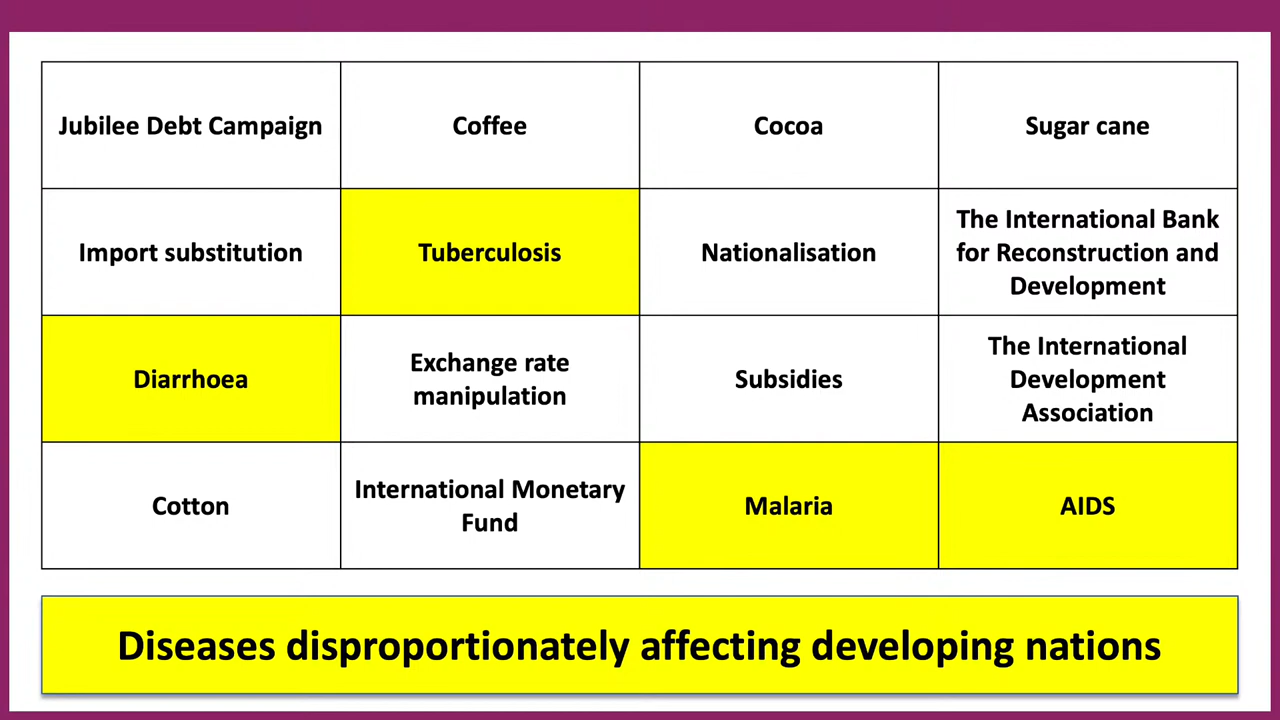 Jubilee Debt Campaign
Coffee
Cocoa
Sugar cane
Import substitution
Tuberculosis
Nationalisation
The International Bank
for Reconstruction and
Development
Diarrhoea
Exchange rate
manipulation
Subsidies
The International
Development
Association
Cotton
International Monetary
Fund
Malaria
AIDS
Diseases disproportionately affecting developing nations